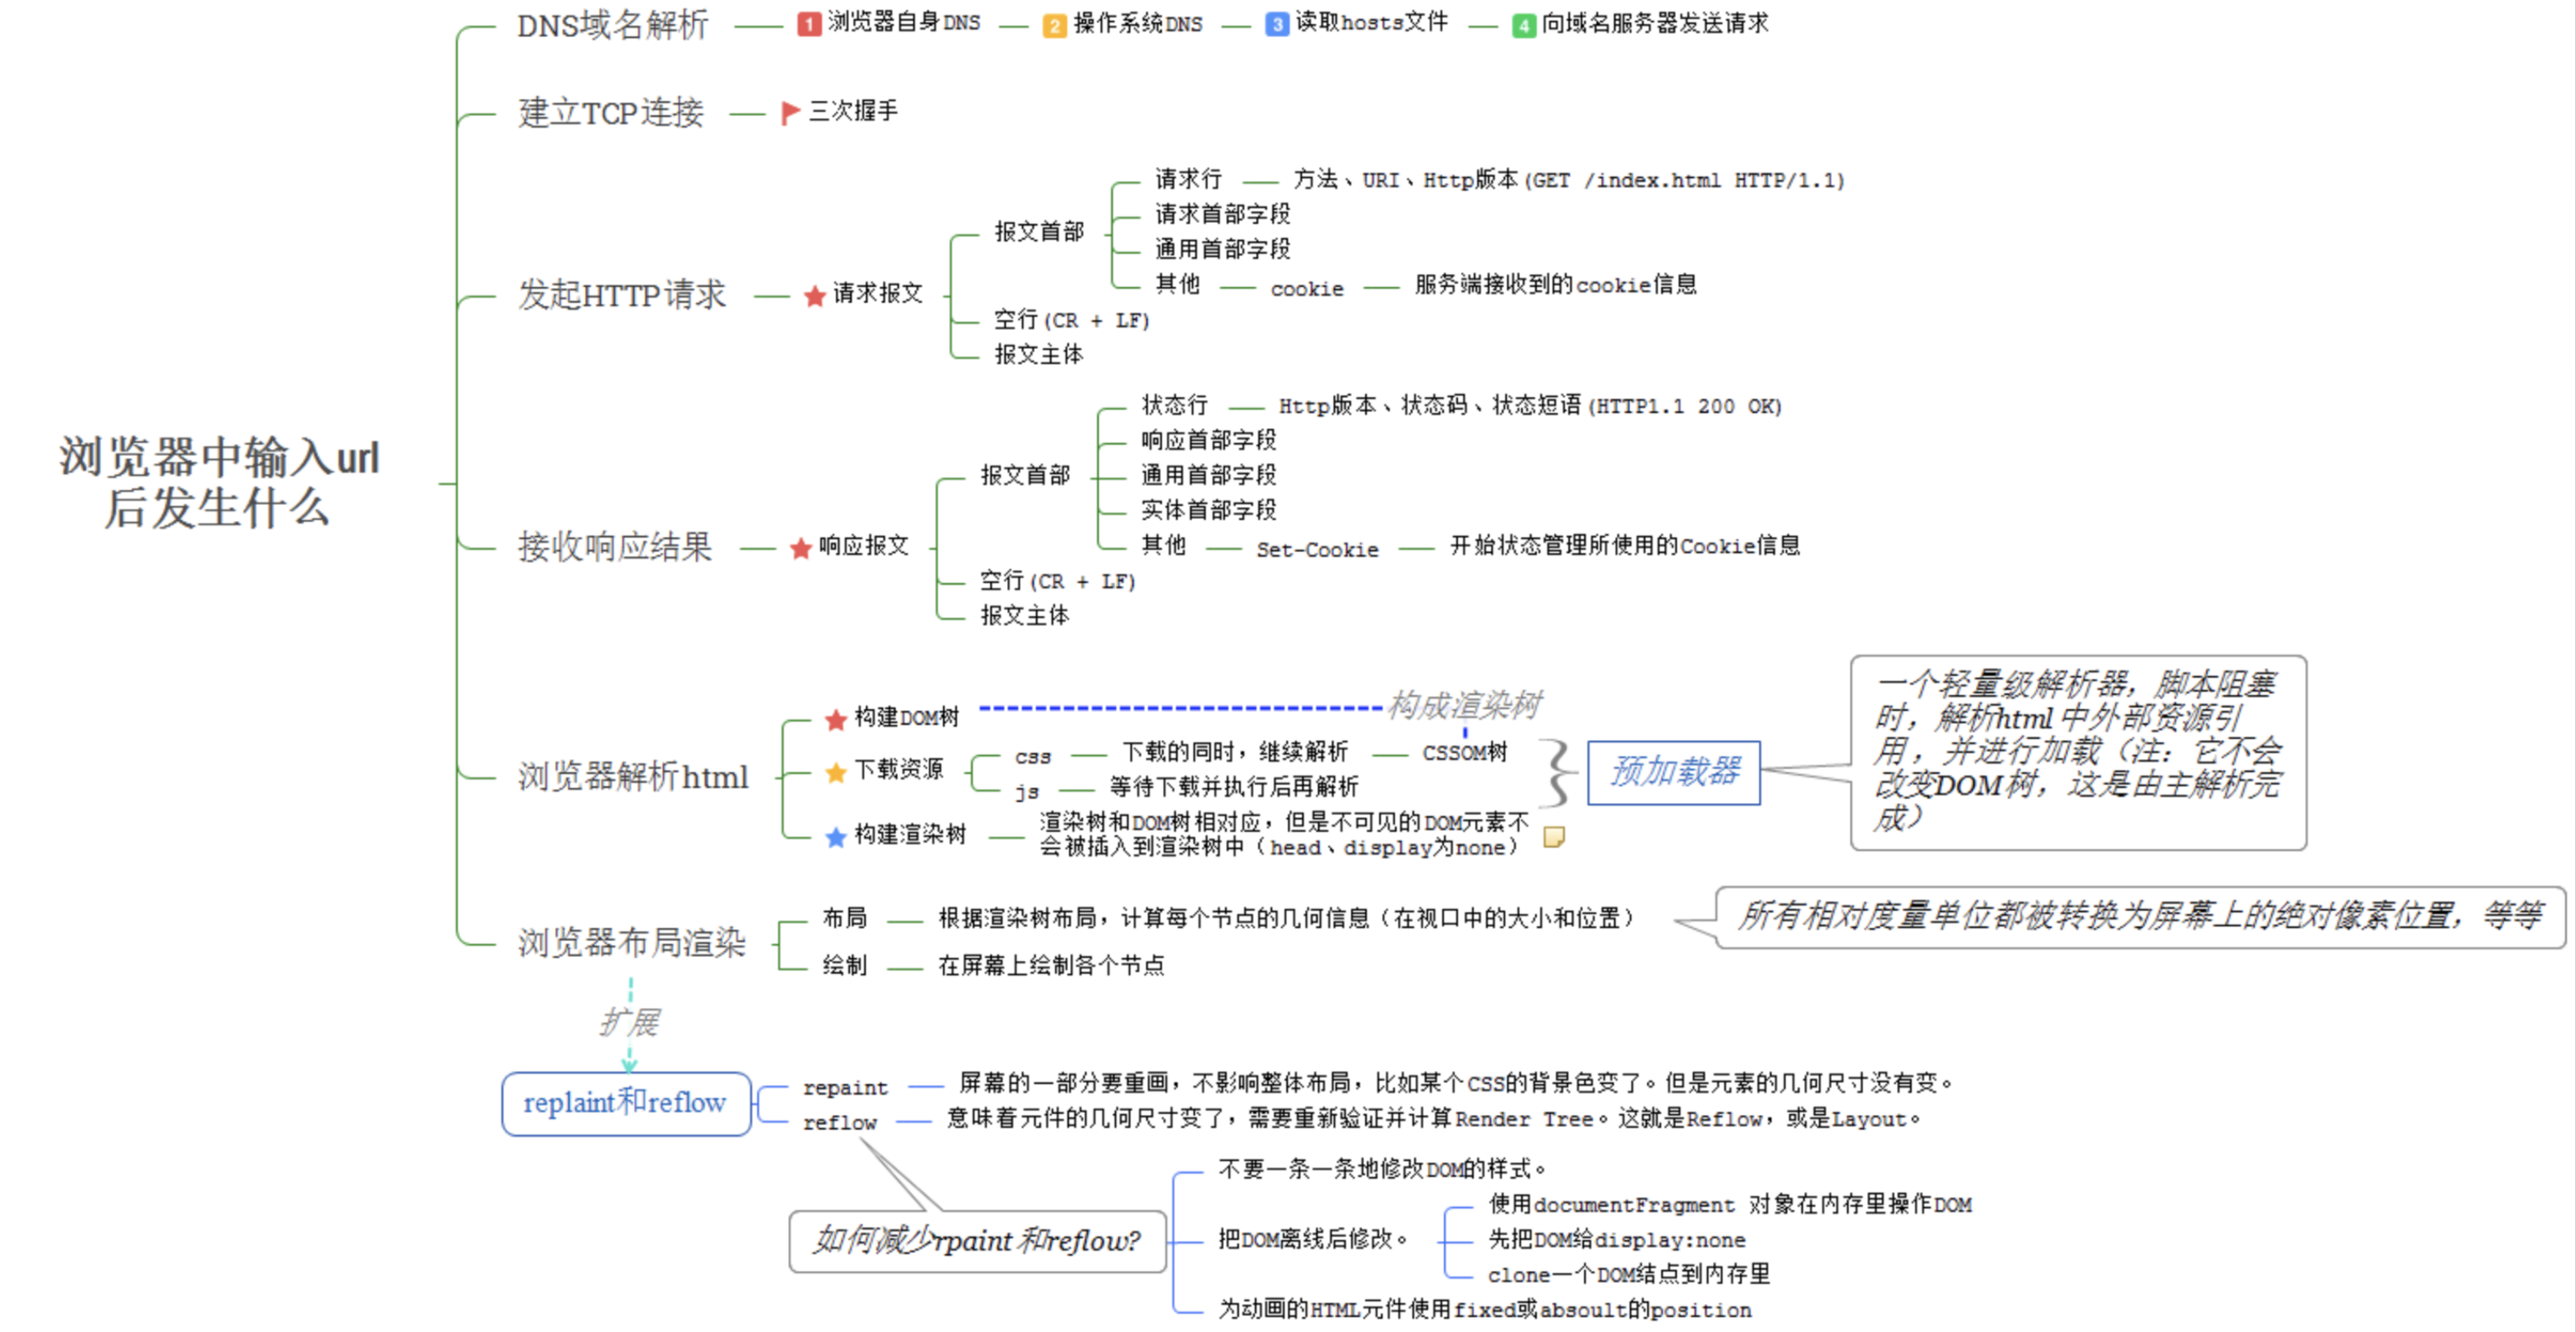 DNS域名解析
1 浏览器自身DNS
2 操作系统DNS
3 读取hosts文件
4 向域名服务器发送请求
建立TCP连接
三次握手
发起HTTP请求
请求报文
报文首部
请求行
方法、URI、Http版本(GET /index.html HTTP/1.1)
请求首部字段
通用首部字段
其他
cookie
服务端接收到的cookie信息
空行(CR + LF)
报文主体
浏览器中输入url
后发生什么
接收响应结果
响应报文
报文首部
状态行
Http版本、状态码、状态短语(HTTP1.1 200 OK)
响应首部字段
通用首部字段
实体首部字段
其他
Set-Cookie
开始状态管理所使用的Cookie信息
空行(CR + LF)
报文主体
浏览器解析html
构建DOM树
构成渲染树
下载资源
css
下载的同时，继续解析
CSSOM树
js
等待下载并执行后再解析
构建渲染树
渲染树和DOM树相对应，但是不可见的DOM元素不
会被插入到渲染树中（head、display为none）
预加载器
一个轻量级解析器，脚本阻塞
时，解析html中外部资源引
用，并进行加载（注：它不会
改变DOM树，这是由主解析完
成）
浏览器布局渲染
布局
根据渲染树布局，计算每个节点的几何信息（在视口中的大小和位置）
所有相对度量单位都被转换为屏幕上的绝对像素位置，等等
绘制
在屏幕上绘制各个节点
扩展
replaint和reflow
repaint
屏幕的一部分要重画，不影响整体布局，比如某个CSS的背景色变了。但是元素的几何尺寸没有变。
reflow
意味着元件的几何尺寸变了，需要重新验证并计算Render Tree。这就是Reflow，或是Layout。
如何减少rpaint和reflow?
不要一条一条地修改DOM的样式。
把DOM离线后修改。
使用documentFragment 对象在内存里操作DOM
先把DOM给display:none
clone一个DOM结点到内存里
为动画的HTML元件使用fixed或absoult的position